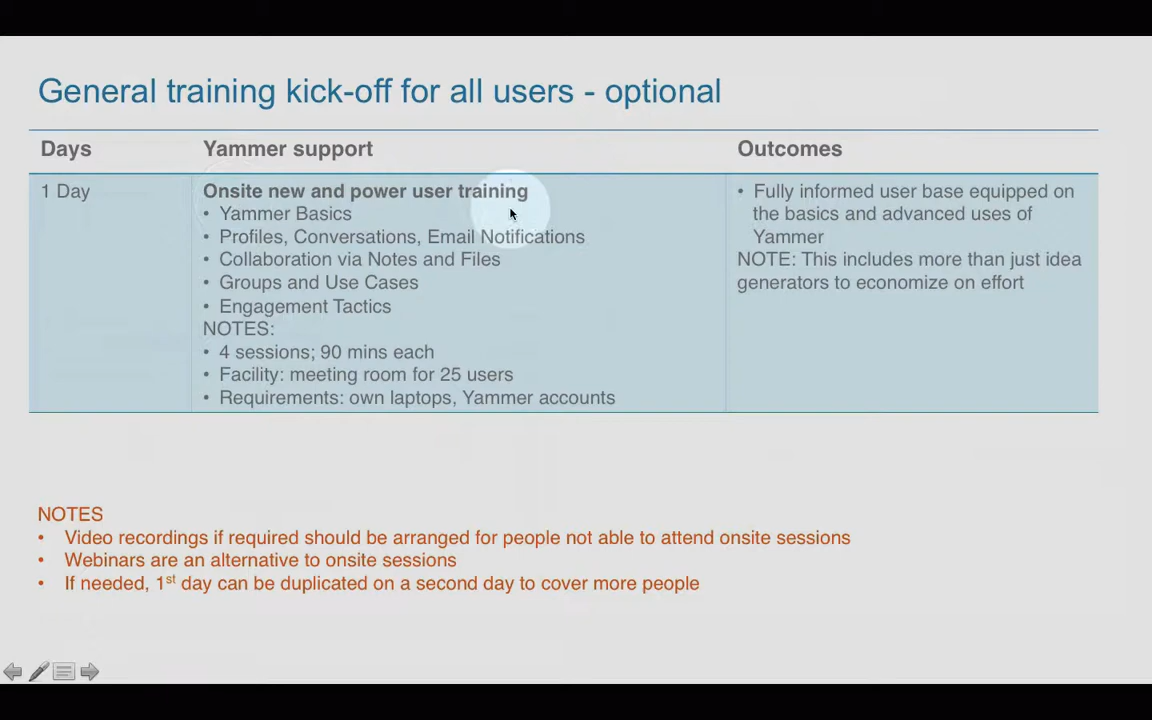 General training kick-off for all users - optional
Days
Yammer support
Outcomes
1 Day
Onsite new and power user training
• Yammer Basics
• Profiles, Conversations, Email Notifications
• Collaboration via Notes and Files
• Groups and Use Cases
• Engagement Tactics
NOTES:
• 4 sessions; 90 mins each
• Facility: meeting room for 25 users
• Requirements: own laptops, Yammer accounts
• Fully informed user base equipped on
the basics and advanced uses of
Yammer
NOTE: This includes more than just idea
generators to economize on effort
NOTES
• Video recordings if required should be arranged for people not able to attend onsite sessions
• Webinars are an alternative to onsite sessions
• If needed, 1st day can be duplicated on a second day to cover more people